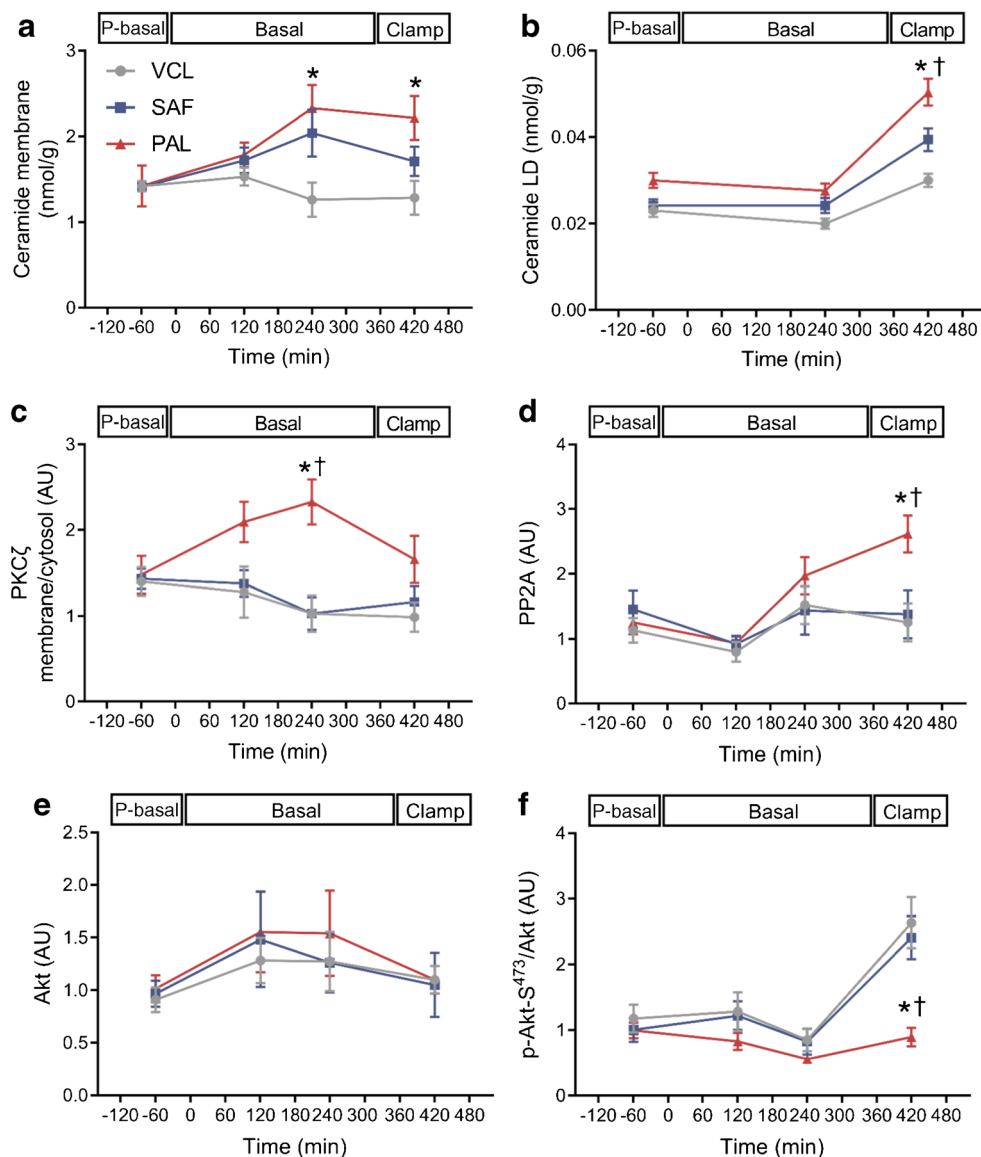 a
P-basal Basal Clamp
3
2
1
0
Ceramide membrane
(nmol/g)
VCL
SAF
PAL
*
*
-120 -60 0 60 120 240 300 360 420 480
Time (min)
b
P-basal Basal Clamp
0.06
0.04
0.02
0.00
Ceramide LD (nmol/g)
* †
-120 -60 0 60 120 240 300 360 420 480
Time (min)
c
P-basal Basal Clamp
3
2
1
0
PKCζ
membrane/cytosol (AU)
*†
-120 -60 0 60 120 240 300 360 420 480
Time (min)
d
P-basal Basal Clamp
4
3
2
1
0
PP2A (AU)
*†
-120 -60 0 60 120 240 300 360 420 480
Time (min)
e
P-basal Basal Clamp
2.5
2.0
1.5
1.0
0.5
0.0
Akt (AU)
-120 -60 0 60 120 240 300 360 420 480
Time (min)
f
P-basal Basal Clamp
4
3
2
1
0
p-Akt-S⁴⁷³/Akt (AU)
*†
-120 -60 0 60 120 240 300 360 420 480
Time (min)